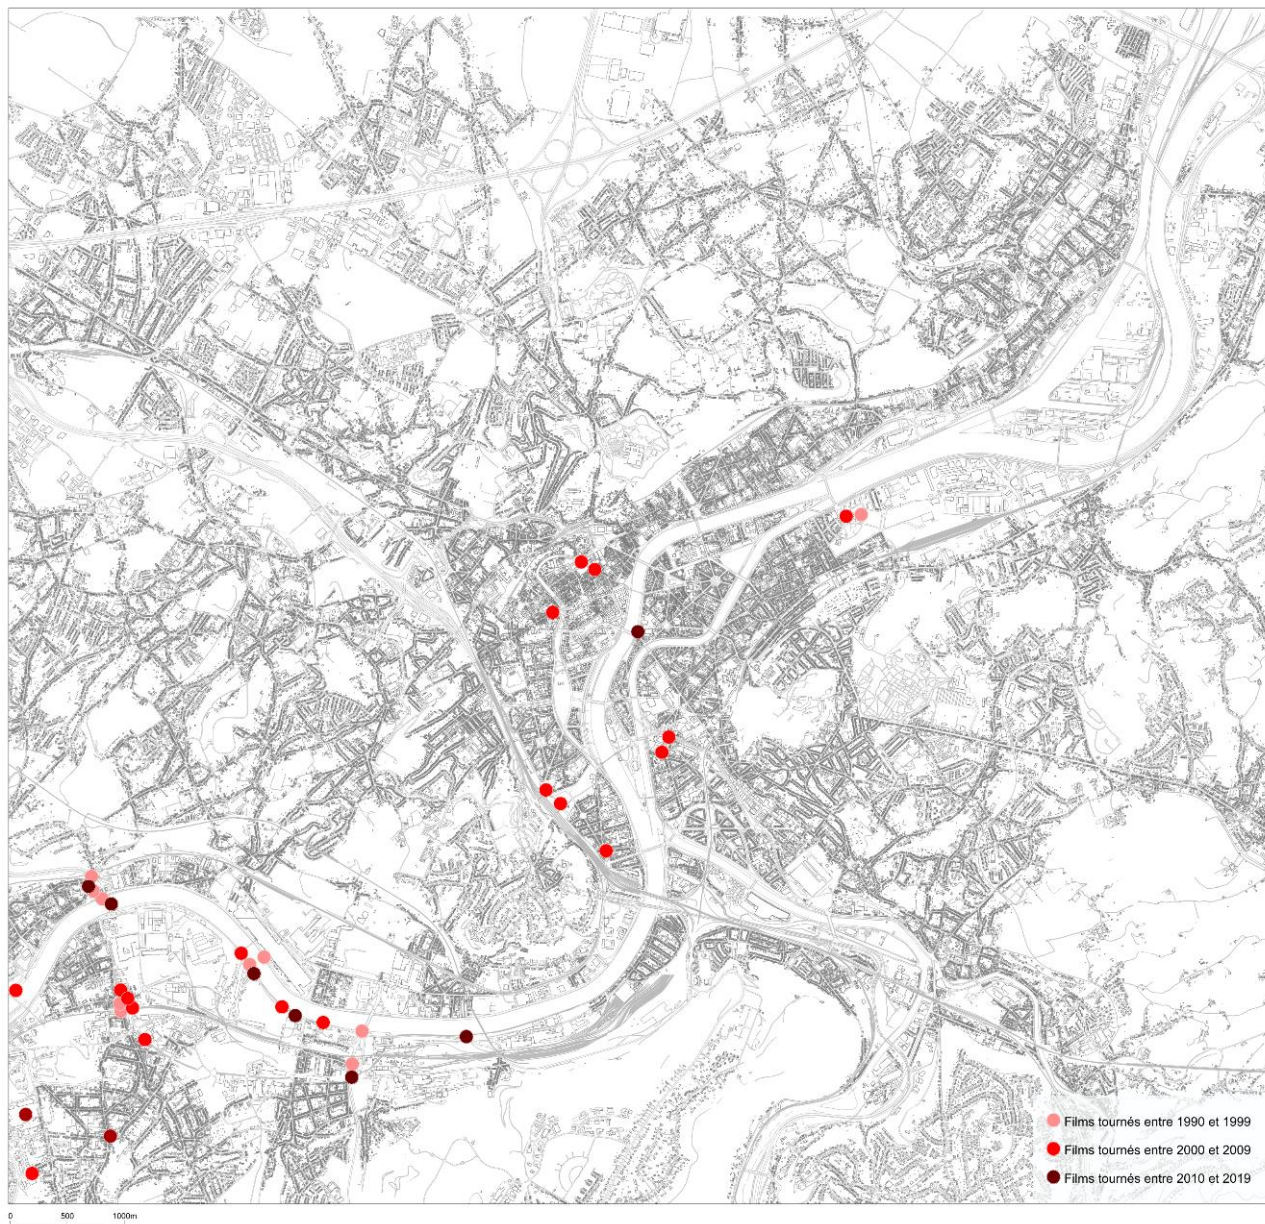 Films tournés entre 1990 et 1999
Films tournés entre 2000 et 2009
Films tournés entre 2010 et 2019
0 500 1000m